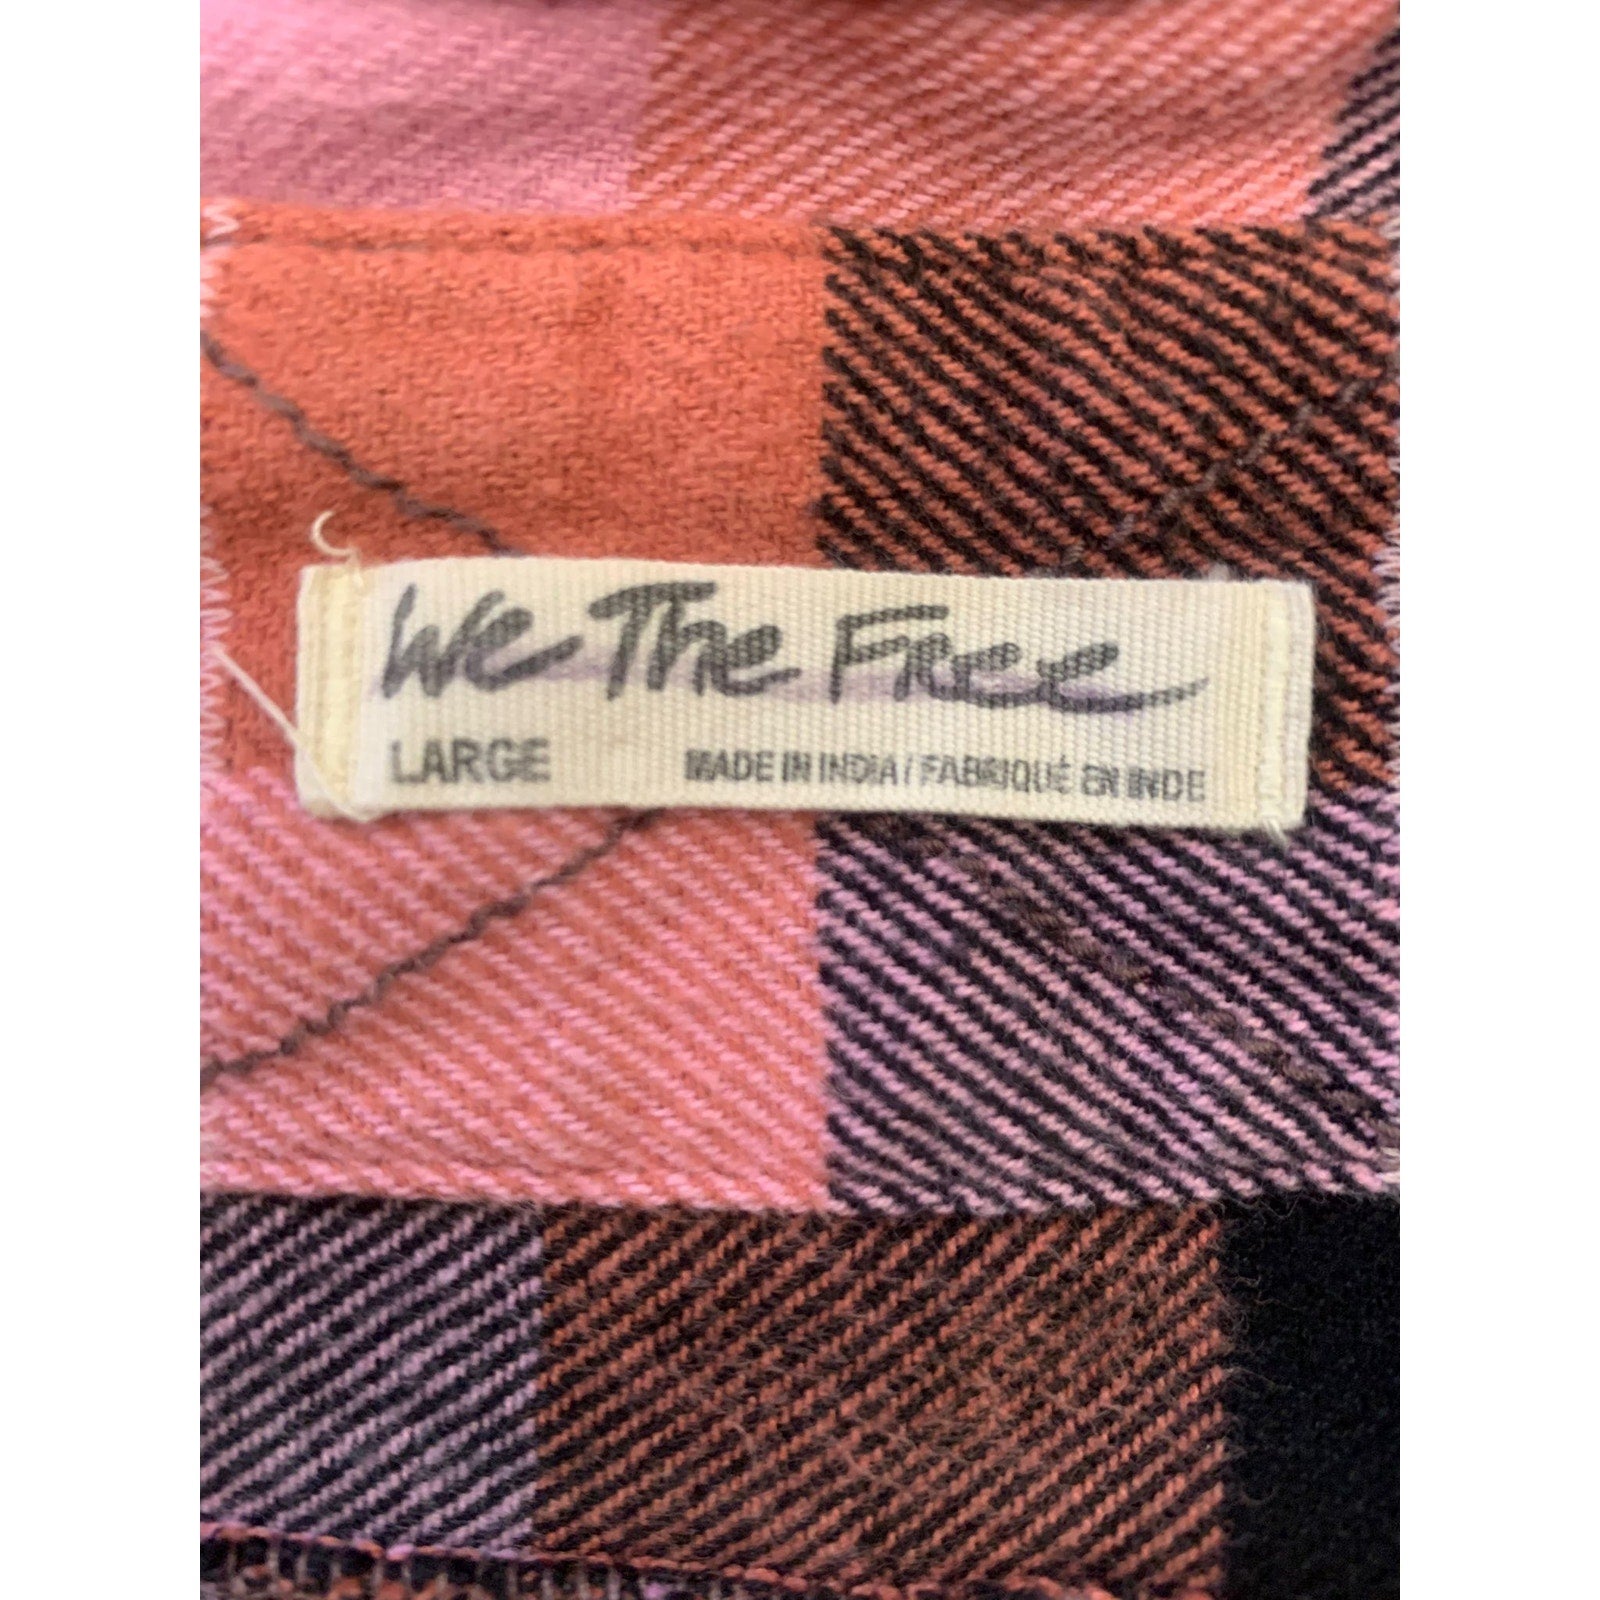 We The Free
LARGE MADE IN INDIA / FABRIQUÉ EN INDE